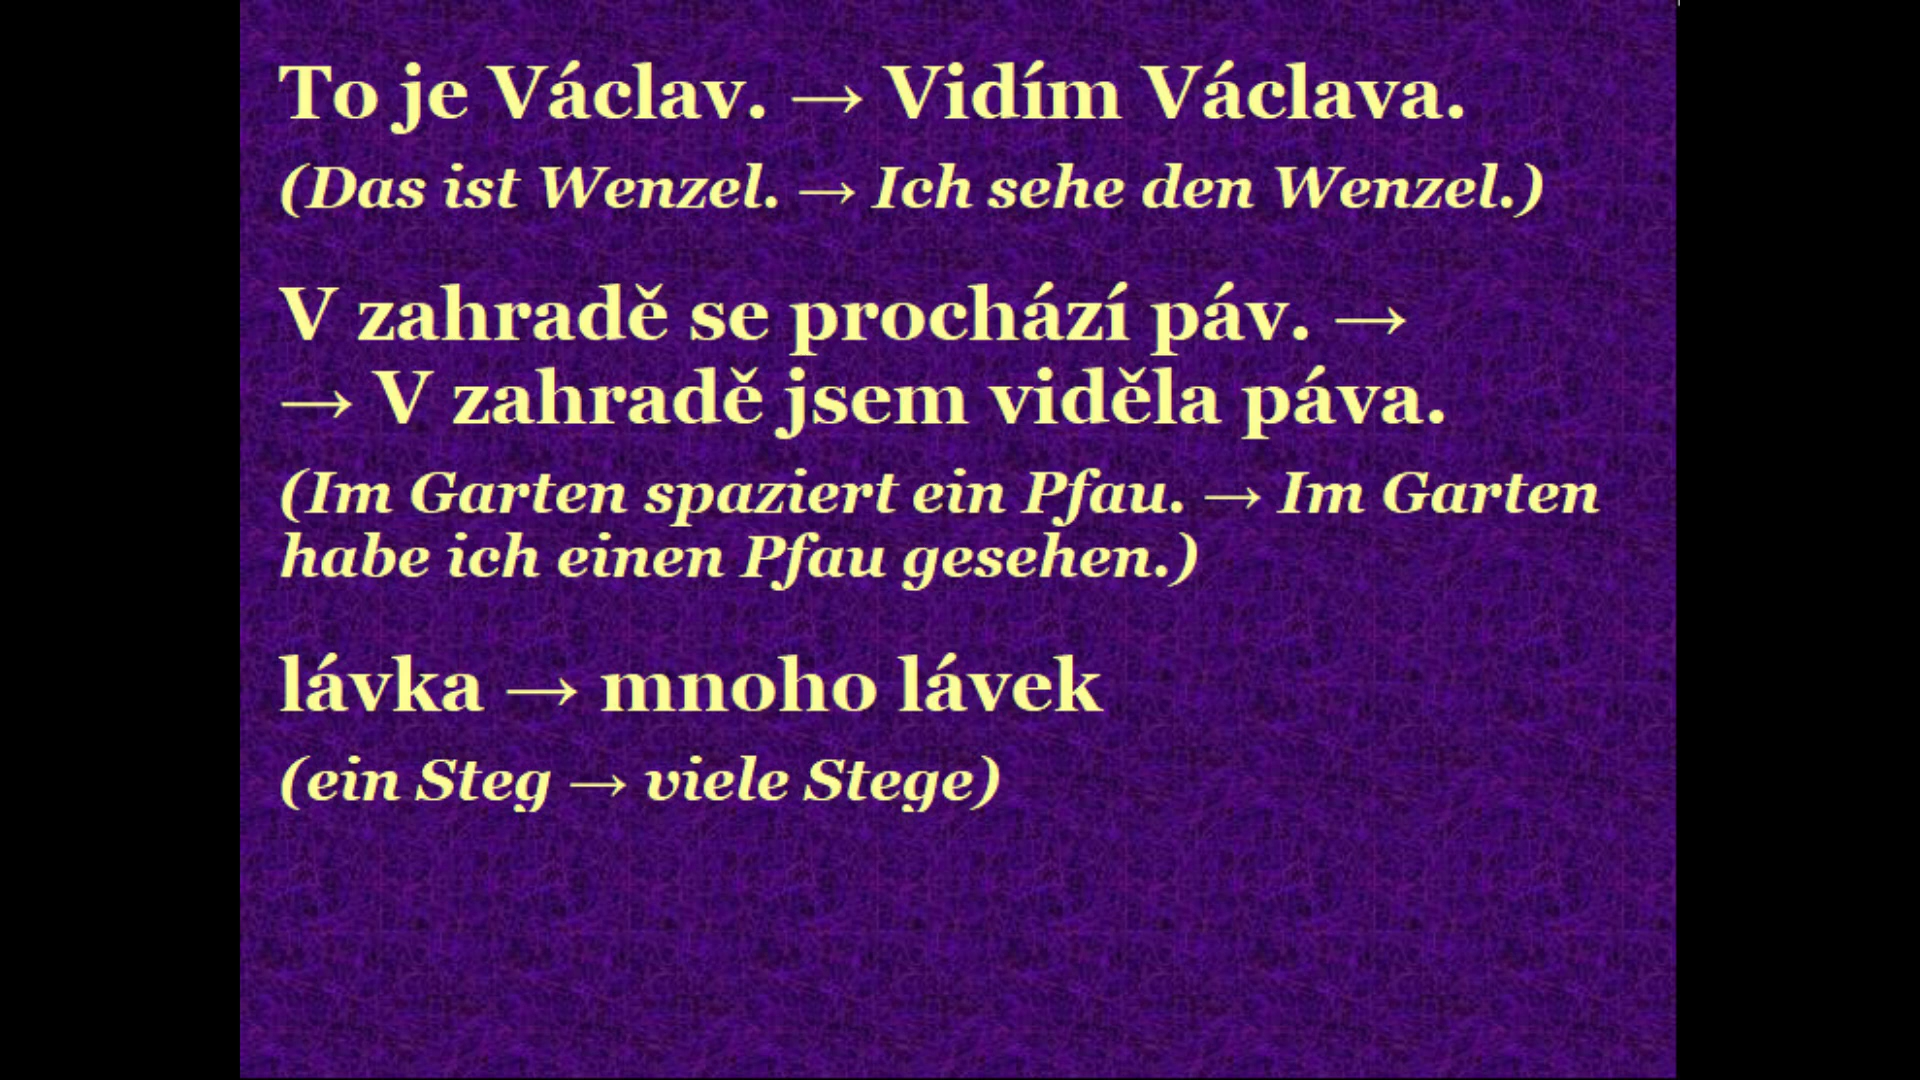 To je Václav. → Vidím Václava.
(Das ist Wenzel. → Ich sehe den Wenzel.)
V zahradě se prochází páv. →
→ V zahradě jsem viděla páva.
(Im Garten spaziert ein Pfau. → Im Garten
habe ich einen Pfau gesehen.)
lávka → mnoho lávek
(ein Steg → viele Stege)